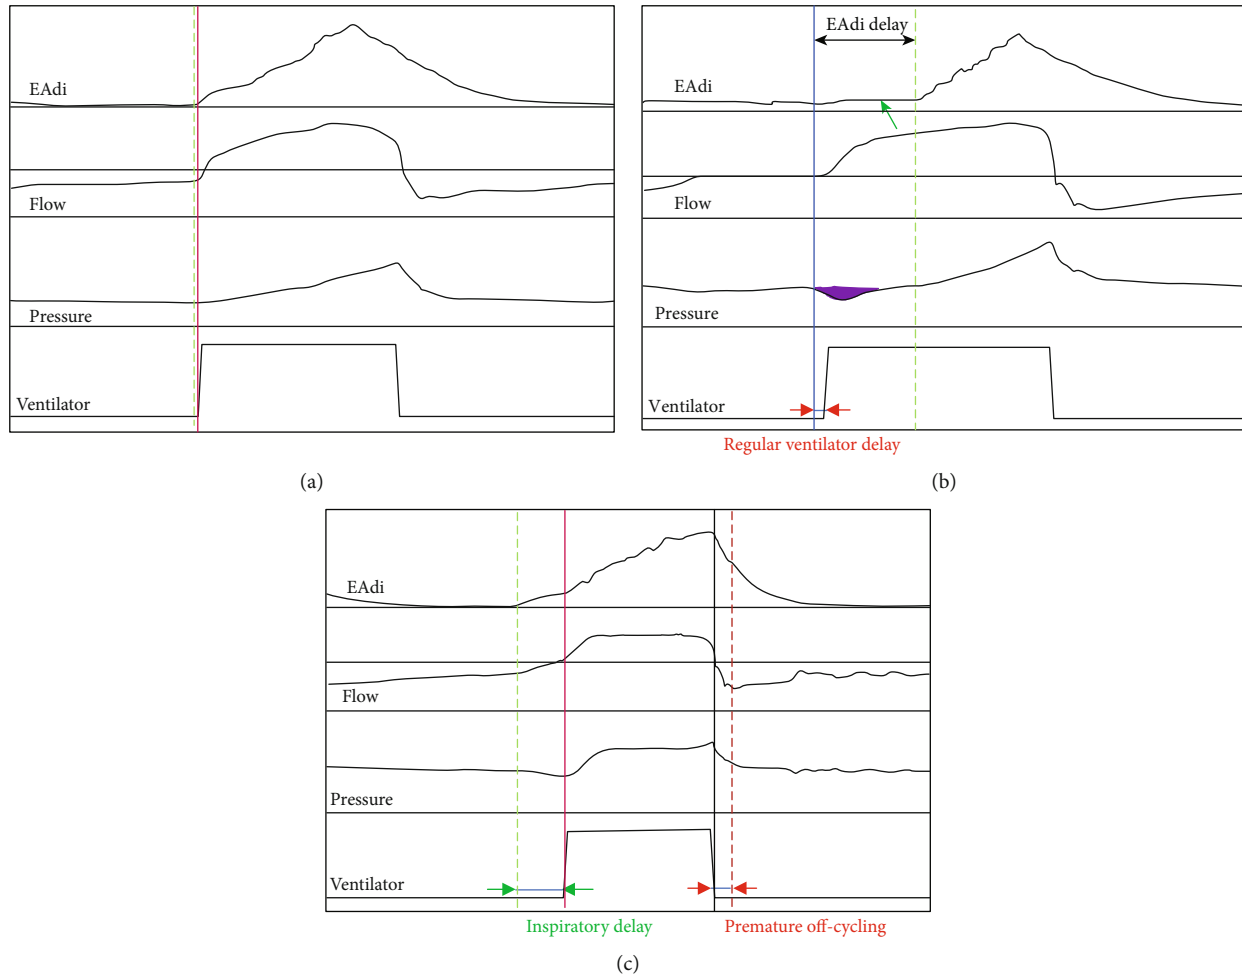 EAdi
Flow
Pressure
Ventilator
(a)
EAdi delay
EAdi
Flow
Pressure
Ventilator
Regular ventilator delay
(b)
EAdi
Flow
Pressure
Ventilator
Inspiratory delay
Premature off-cycling
(c)